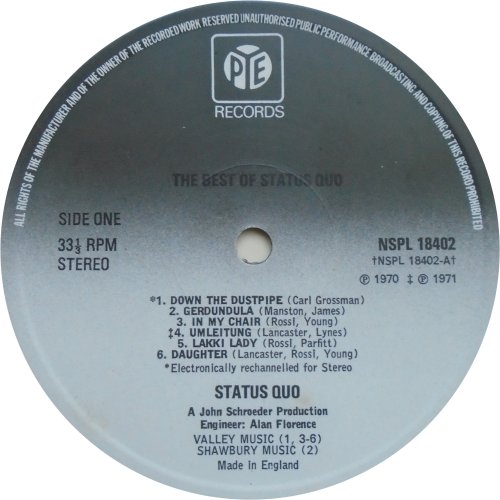 ALL RIGHTS OF THE MANUFACTURER AND OF THE OWNER OF THE RECORDED WORK RESERVED UNAUTHORISED PUBLIC PERFORMANCE BROADCASTING AND COPYING OF THIS RECORD PROHIBITED
PYE
RECORDS
THE BEST OF STATUS QUO
SIDE ONE
33⅓ RPM
STEREO
NSPL 18402
†NSPL 18402-A†
℗ 1970 ‡ ℗ 1971
*1. DOWN THE DUSTPIPE (Carl Grossman)
2. GERDUNDULA (Manston, James)
3. IN MY CHAIR (Rossi, Young)
‡4. UMLEITUNG (Lancaster, Lynes)
5. LAKKI LADY (Rossi, Parfitt)
6. DAUGHTER (Lancaster, Rossi, Young)
*Electronically rechannelled for Stereo
STATUS QUO
A John Schroeder Production
Engineer: Alan Florence
VALLEY MUSIC (1, 3-6)
SHAWBURY MUSIC (2)
Made in England